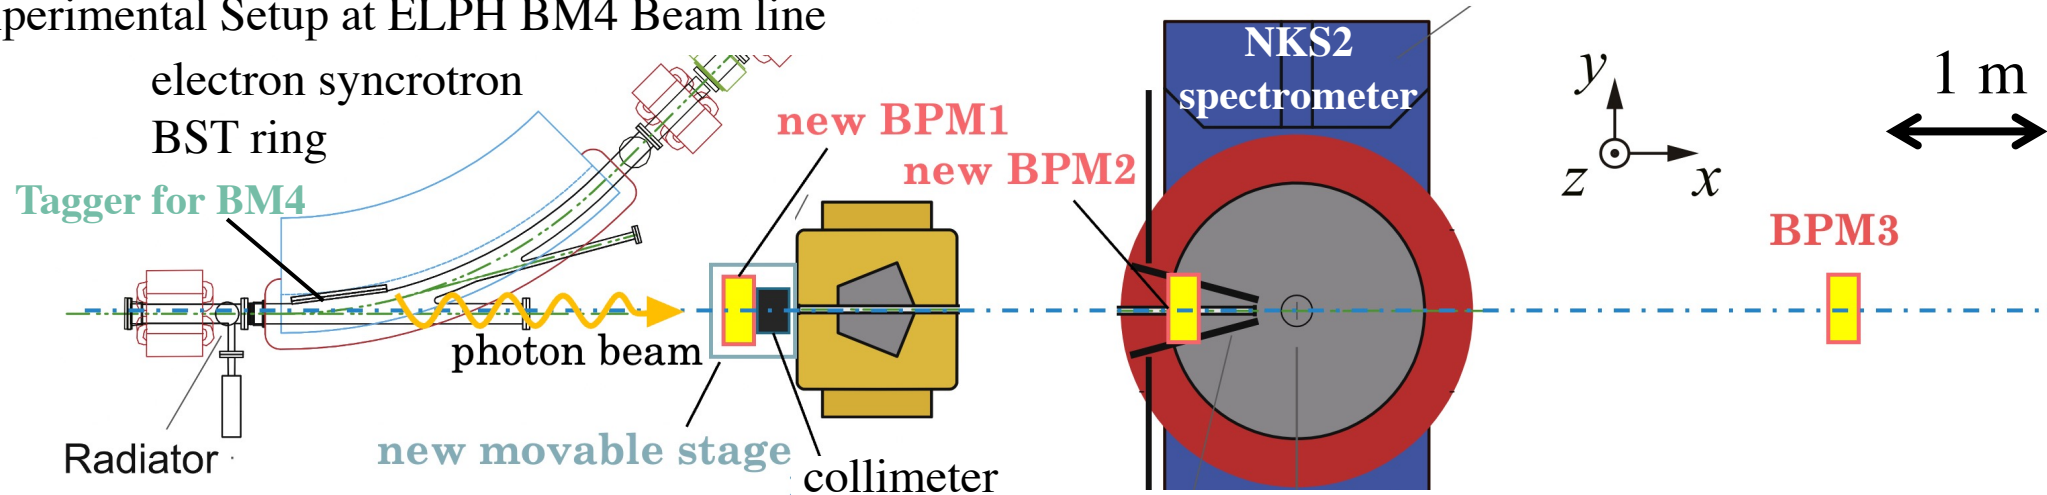 perimental Setup at ELPH BM4 Beam line
electron syncrotron
BST ring
Tagger for BM4
new BPM1
new BPM2
NKS2
spectrometer
y
z
x
1 m
BPM3
photon beam
Radiator
new movable stage
collimeter